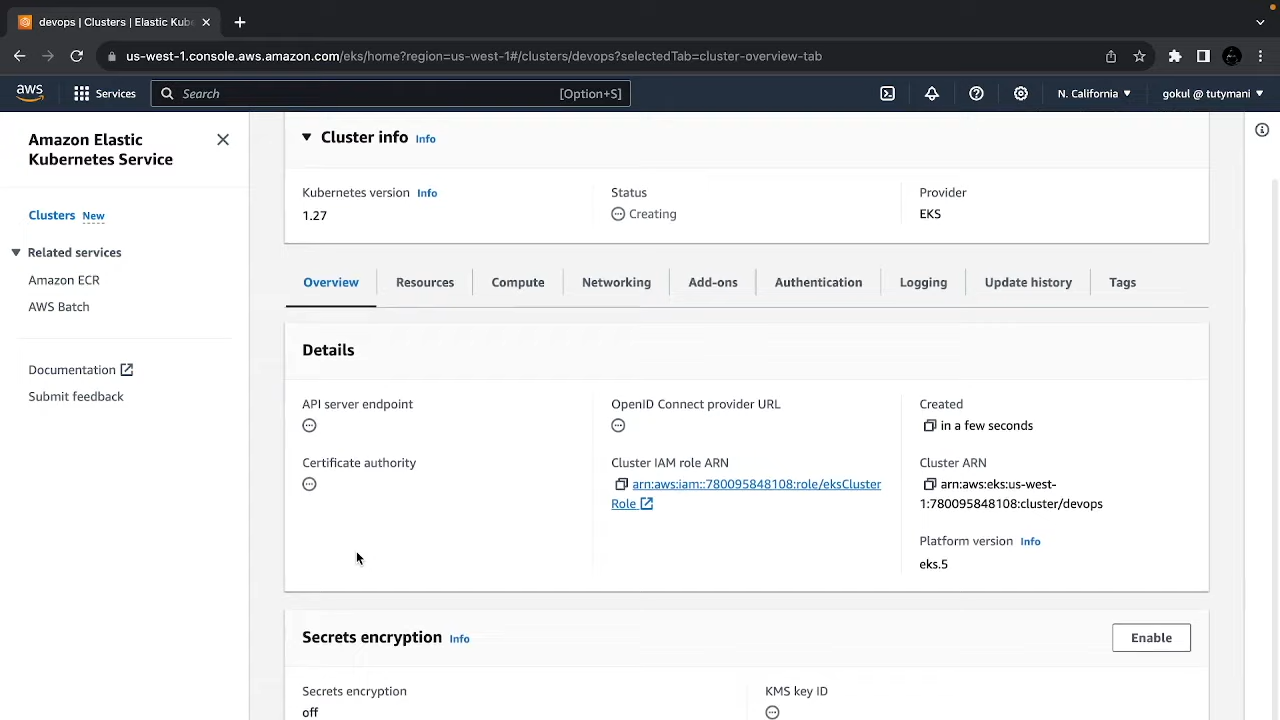 devops | Clusters | Elastic Kub
us-west-1.console.aws.amazon.com/eks/home?region=us-west-1#/clusters/devops?selectedTab=cluster-overview-tab
aws
Services
Search
[Option+S]
N. California
gokul @ tutymani
Amazon Elastic
Kubernetes Service
Clusters New
Related services
Amazon ECR
AWS Batch
Documentation
Submit feedback
Cluster info Info
Kubernetes version Info
1.27
Status
Creating
Provider
EKS
Overview
Resources
Compute
Networking
Add-ons
Authentication
Logging
Update history
Tags
Details
API server endpoint
Certificate authority
OpenID Connect provider URL
Cluster IAM role ARN
arn:aws:iam::780095848108:role/eksCluster
Role
Created
in a few seconds
Cluster ARN
arn:aws:eks:us-west-
1:780095848108:cluster/devops
Platform version Info
eks.5
Secrets encryption Info
Enable
Secrets encryption
off
KMS key ID